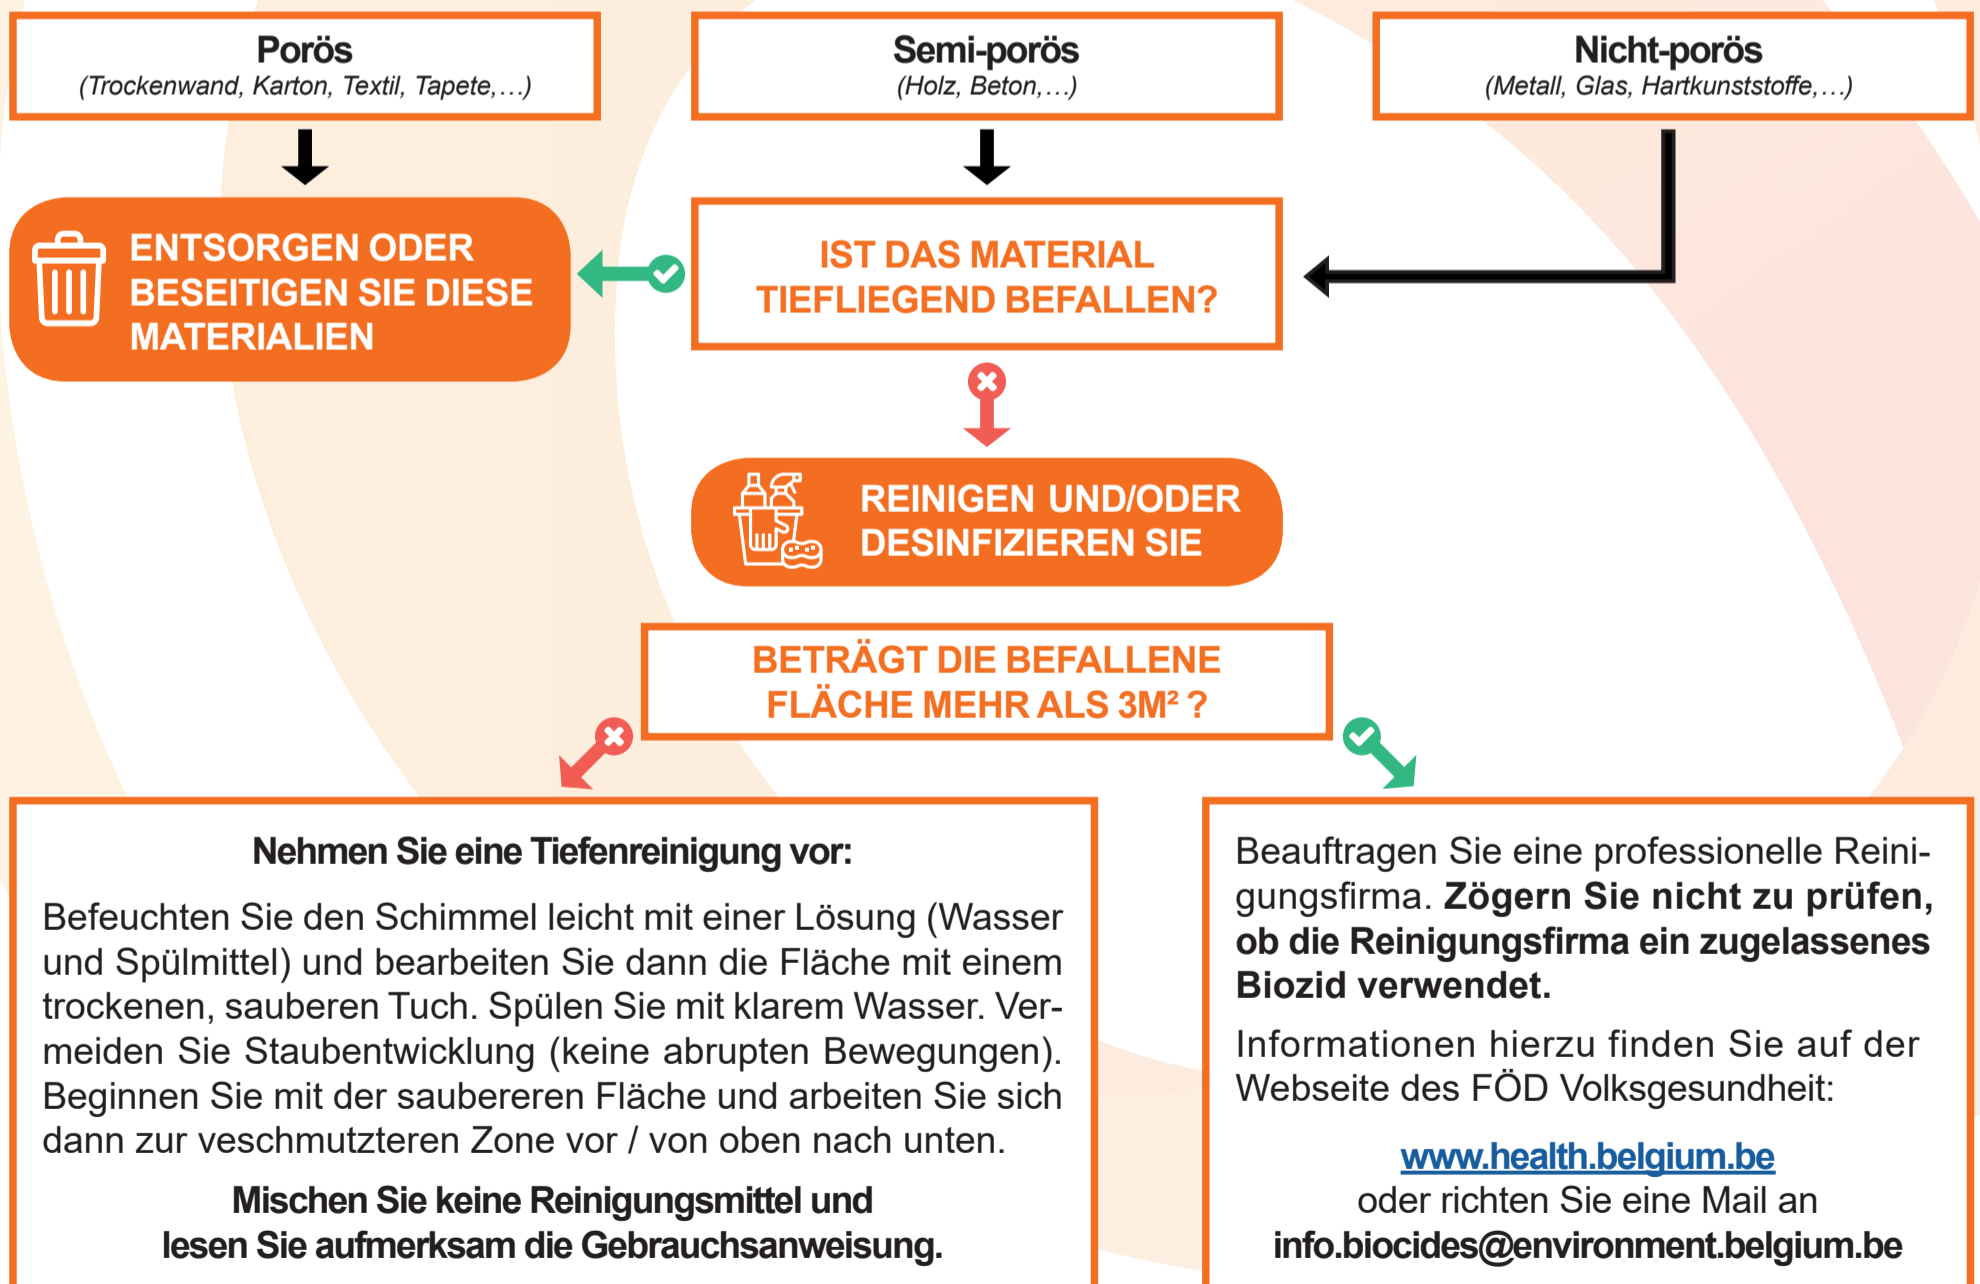 Porös
(Trockenwand, Karton, Textil, Tapete,…)
Semi-porös
(Holz, Beton,…)
Nicht-porös
(Metall, Glas, Hartkunststoffe,…)
ENTSORGEN ODER
BESEITIGEN SIE DIESE
MATERIALIEN
IST DAS MATERIAL
TIEFLIEGEND BEFALLEN?
REINIGEN UND/ODER
DESINFIZIEREN SIE
BETRÄGT DIE BEFALLENE
FLÄCHE MEHR ALS 3M² ?
Nehmen Sie eine Tiefenreinigung vor:
Befeuchten Sie den Schimmel leicht mit einer Lösung (Wasser
und Spülmittel) und bearbeiten Sie dann die Fläche mit einem
trockenen, sauberen Tuch. Spülen Sie mit klarem Wasser. Ver-
meiden Sie Staubentwicklung (keine abrupten Bewegungen).
Beginnen Sie mit der saubereren Fläche und arbeiten Sie sich
dann zur veschmutzteren Zone vor / von oben nach unten.
Mischen Sie keine Reinigungsmittel und
lesen Sie aufmerksam die Gebrauchsanweisung.
Beauftragen Sie eine professionelle Reini-
gungsfirma. Zögern Sie nicht zu prüfen,
ob die Reinigungsfirma ein zugelassenes
Biozid verwendet.
Informationen hierzu finden Sie auf der
Webseite des FÖD Volksgesundheit:
www.health.belgium.be
oder richten Sie eine Mail an
info.biocides@environment.belgium.be